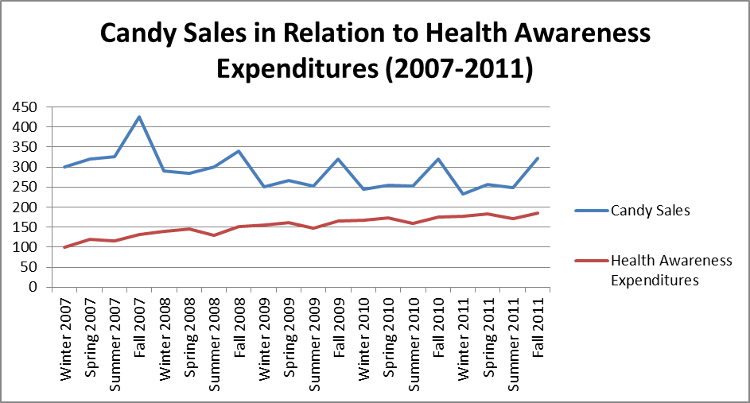 Candy Sales in Relation to Health Awareness
Expenditures (2007-2011)
450
400
350
300
250
200
150
100
50
0
Winter 2007
Spring 2007
Summer 2007
Fall 2007
Winter 2008
Spring 2008
Summer 2008
Fall 2008
Winter 2009
Spring 2009
Summer 2009
Fall 2009
Winter 2010
Spring 2010
Summer 2010
Fall 2010
Winter 2011
Spring 2011
Summer 2011
Fall 2011
Candy Sales
Health Awareness
Expenditures